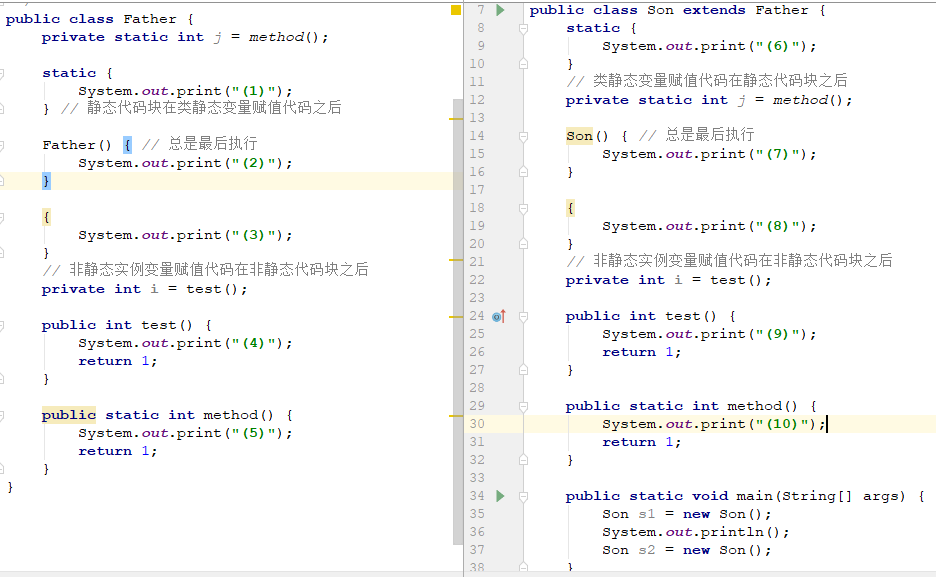 public class Father {
    private static int j = method();
    static {
        System.out.print("(1)");
    } // 静态代码块在类静态变量赋值代码之后
    Father() { // 总是最后执行
        System.out.print("(2)");
    }
    {
        System.out.print("(3)");
    }
    // 非静态实例变量赋值代码在非静态代码块之后
    private int i = test();
    public int test() {
        System.out.print("(4)");
        return 1;
    }
    public static int method() {
        System.out.print("(5)");
        return 1;
    }
}
7 public class Son extends Father {
8     static {
9         System.out.print("(6)");
10     }
11     // 类静态变量赋值代码在静态代码块之后
12     private static int j = method();
13
14     Son() { // 总是最后执行
15         System.out.print("(7)");
16     }
17
18     {
19         System.out.print("(8)");
20     }
21     // 非静态实例变量赋值代码在非静态代码块之后
22     private int i = test();
23
24     public int test() {
25         System.out.print("(9)");
26         return 1;
27     }
28
29     public static int method() {
30         System.out.print("(10)");
31         return 1;
32     }
33
34     public static void main(String[] args) {
35         Son s1 = new Son();
36         System.out.println();
37         Son s2 = new Son();
38     }